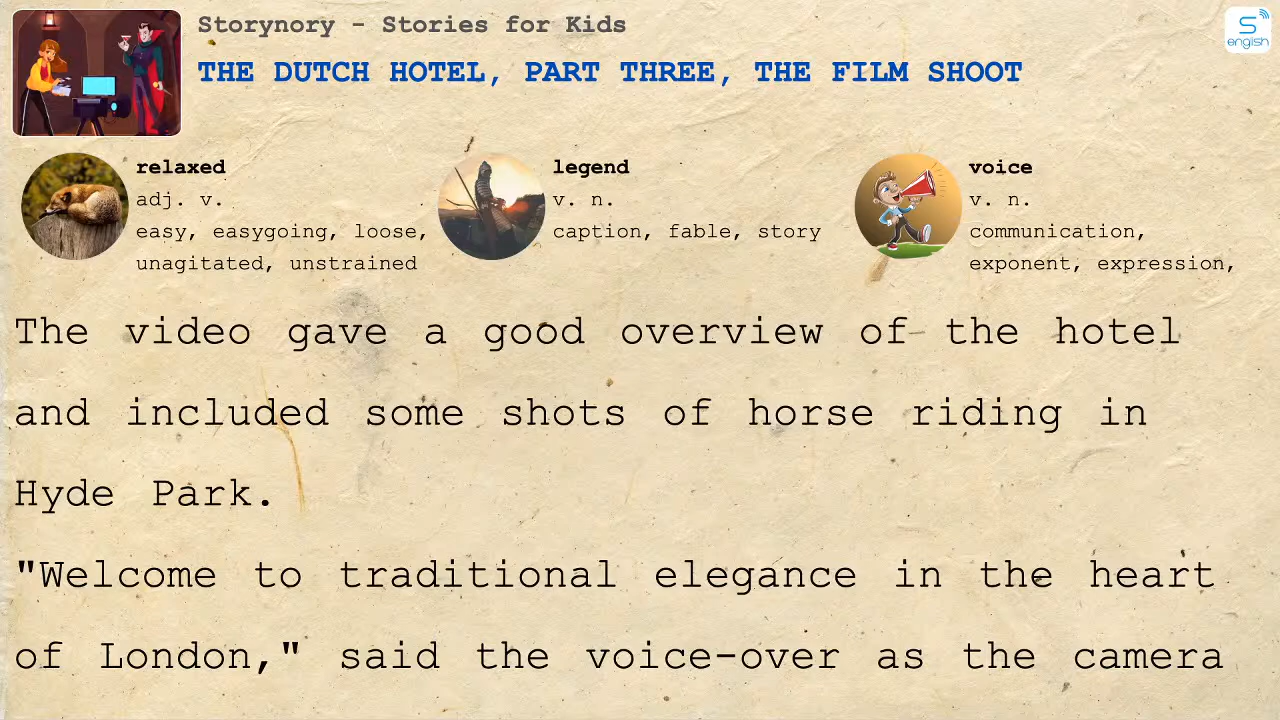 Storynory - Stories for Kids
THE DUTCH HOTEL, PART THREE, THE FILM SHOOT
S
english
relaxed
adj. v.
easy, easygoing, loose,
unagitated, unstrained
legend
v. n.
caption, fable, story
voice
v. n.
communication,
exponent, expression,
The video gave a good overview of the hotel
and included some shots of horse riding in
Hyde Park.
"Welcome to traditional elegance in the heart
of London," said the voice-over as the camera